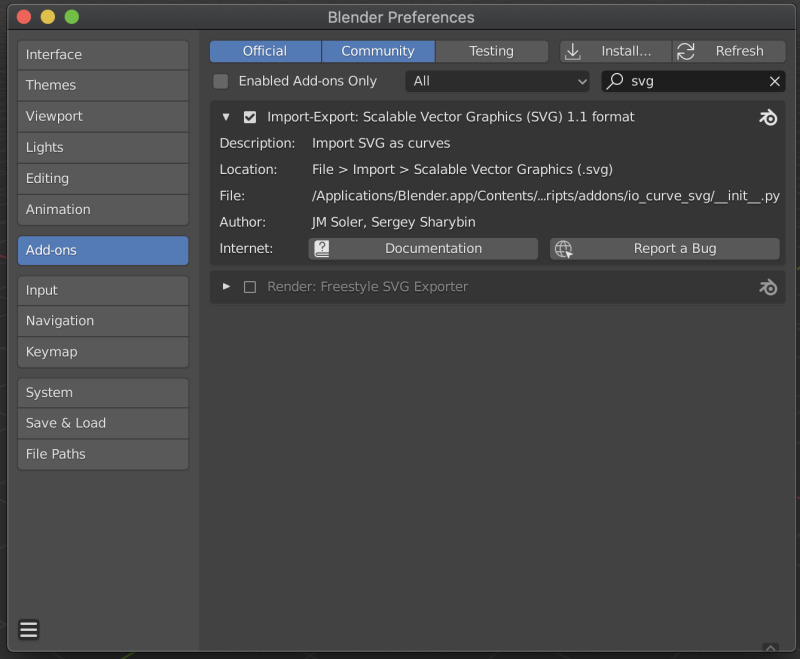 Blender Preferences
Interface
Themes
Viewport
Lights
Editing
Animation
Add-ons
Input
Navigation
Keymap
System
Save & Load
File Paths
Official Community Testing Install... Refresh
Enabled Add-ons Only All svg
Import-Export: Scalable Vector Graphics (SVG) 1.1 format
Description: Import SVG as curves
Location: File > Import > Scalable Vector Graphics (.svg)
File: /Applications/Blender.app/Contents/...ripts/addons/io_curve_svg/__init__.py
Author: JM Soler, Sergey Sharybin
Internet: Documentation Report a Bug
Render: Freestyle SVG Exporter